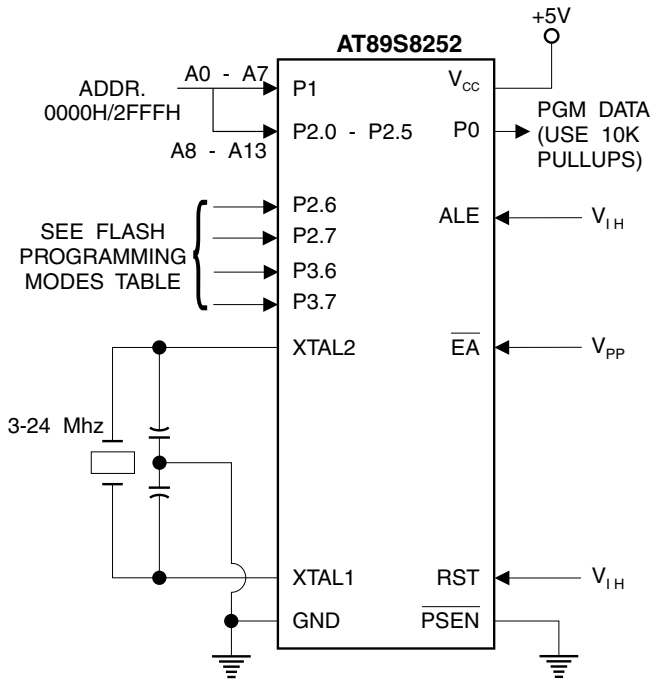 +5V
AT89S8252
A0 - A7
ADDR.
0000H/2FFFH
A8 - A13
P1
P2.0 - P2.5
VCC
P0
PGM DATA
(USE 10K
PULLUPS)
SEE FLASH
PROGRAMMING
MODES TABLE
P2.6
P2.7
P3.6
P3.7
ALE
VIH
XTAL2
EA
VPP
3-24 Mhz
XTAL1
RST
VIH
GND
PSEN